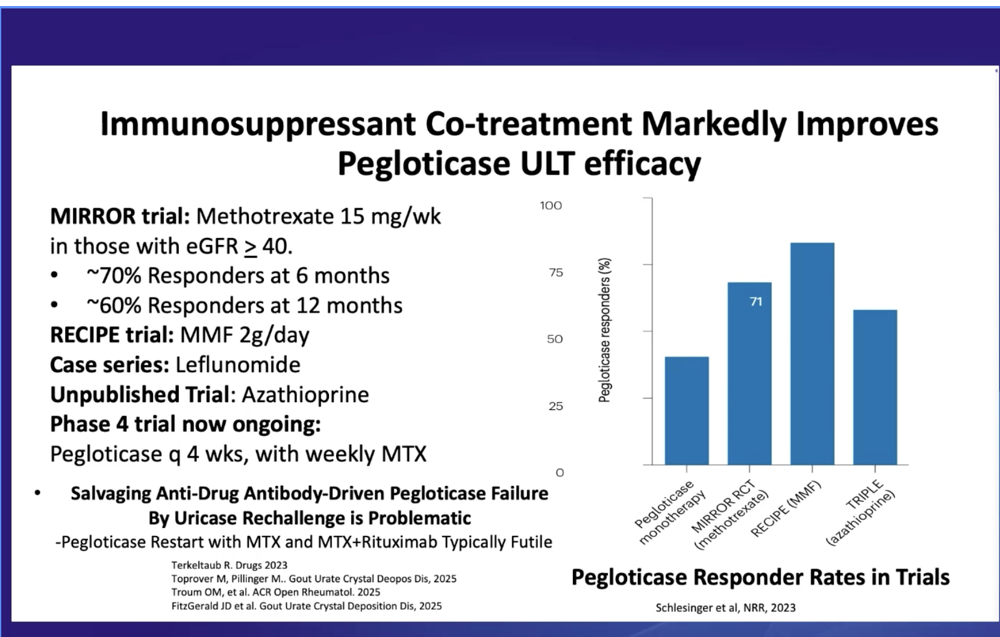 Immunosuppressant Co-treatment Markedly Improves
Pegloticase ULT efficacy
MIRROR trial: Methotrexate 15 mg/wk
in those with eGFR ≥ 40.
• ~70% Responders at 6 months
• ~60% Responders at 12 months
RECIPE trial: MMF 2g/day
Case series: Leflunomide
Unpublished Trial: Azathioprine
Phase 4 trial now ongoing:
Pegloticase q 4 wks, with weekly MTX
• Salvaging Anti-Drug Antibody-Driven Pegloticase Failure
By Uricase Rechallenge is Problematic
-Pegloticase Restart with MTX and MTX+Rituximab Typically Futile
Terkeltaub R. Drugs 2023
Toprover M, Pillinger M.. Gout Urate Crystal Deopos Dis, 2025
Troum OM, et al. ACR Open Rheumatol. 2025
FitzGerald JD et al. Gout Urate Crystal Deposition Dis, 2025
100
75
50
25
0
Pegloticase responders (%)
71
Pegloticase
monotherapy
MIRROR RCT
(methotrexate)
RECIPE (MMF)
TRIPLE
(azathioprine)
Pegloticase Responder Rates in Trials
Schlesinger et al, NRR, 2023